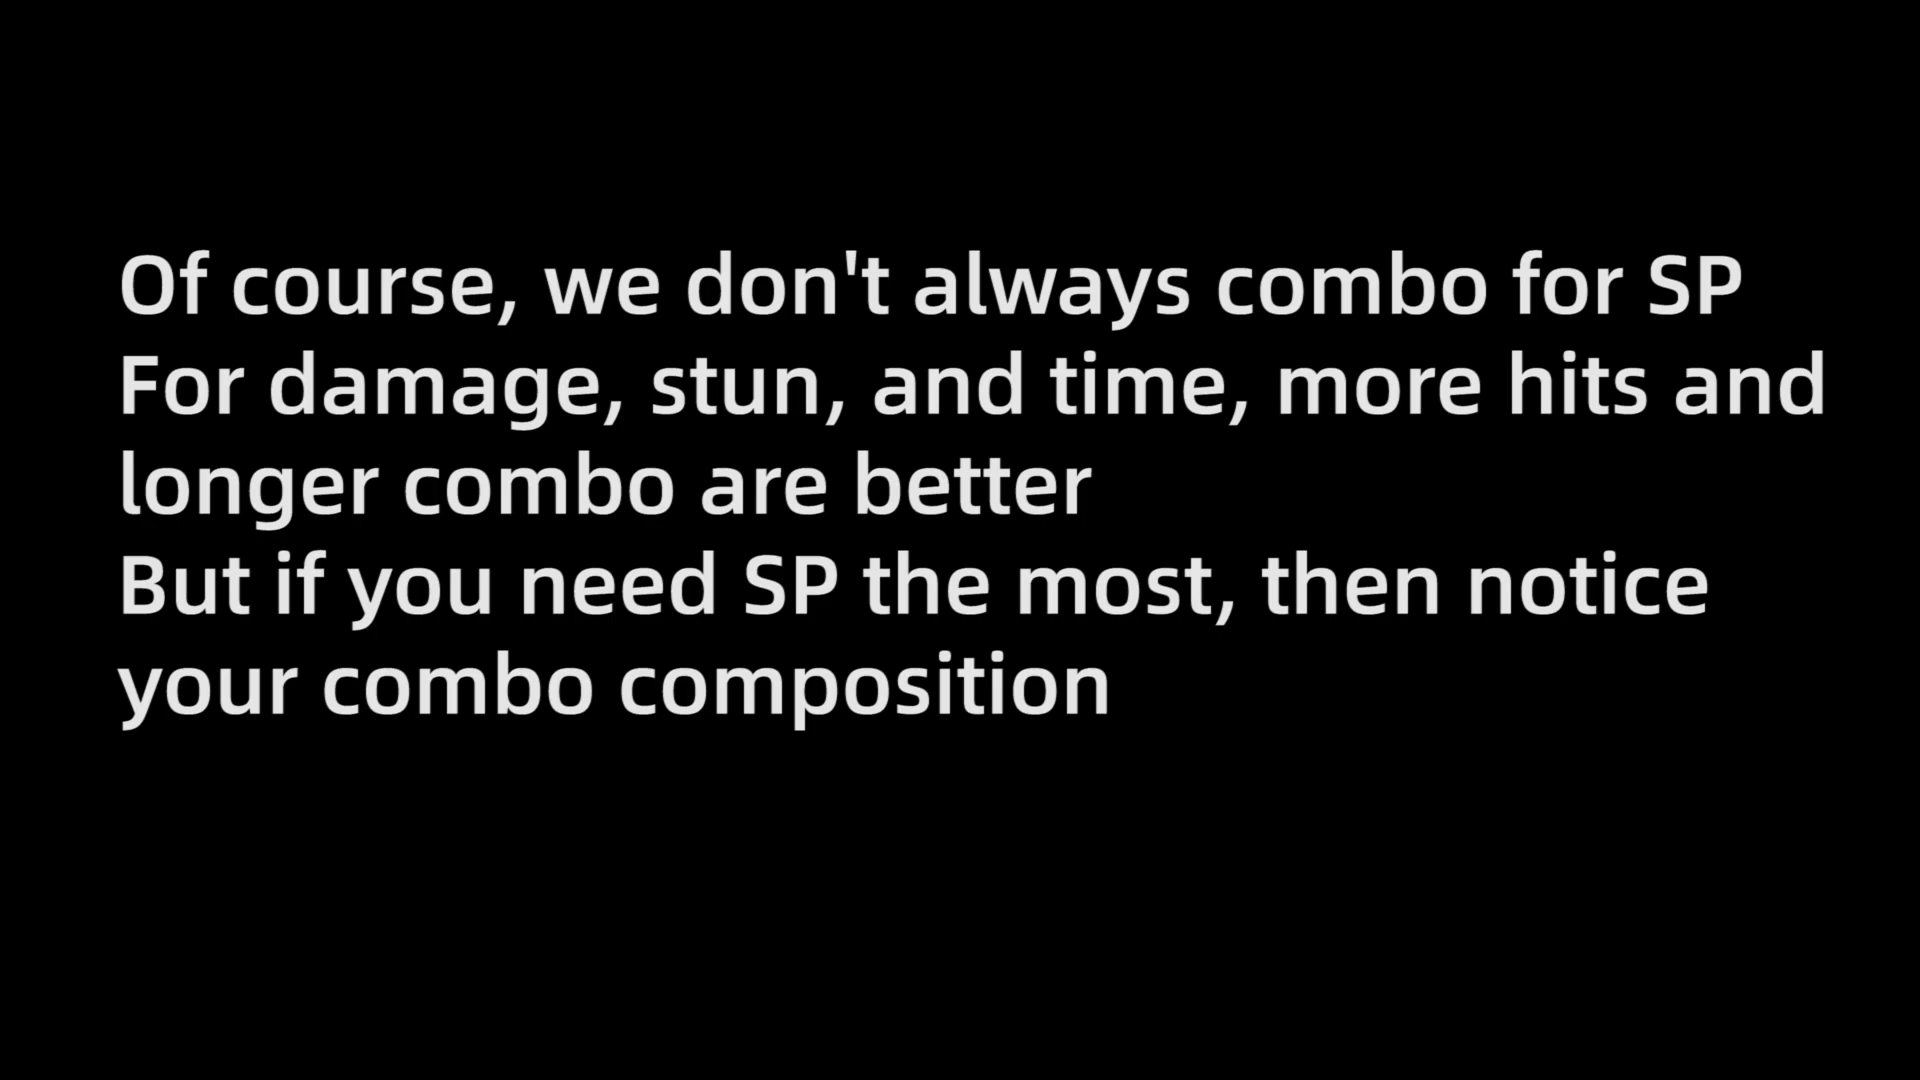 Of course, we don't always combo for SP
For damage, stun, and time, more hits and
longer combo are better
But if you need SP the most, then notice
your combo composition